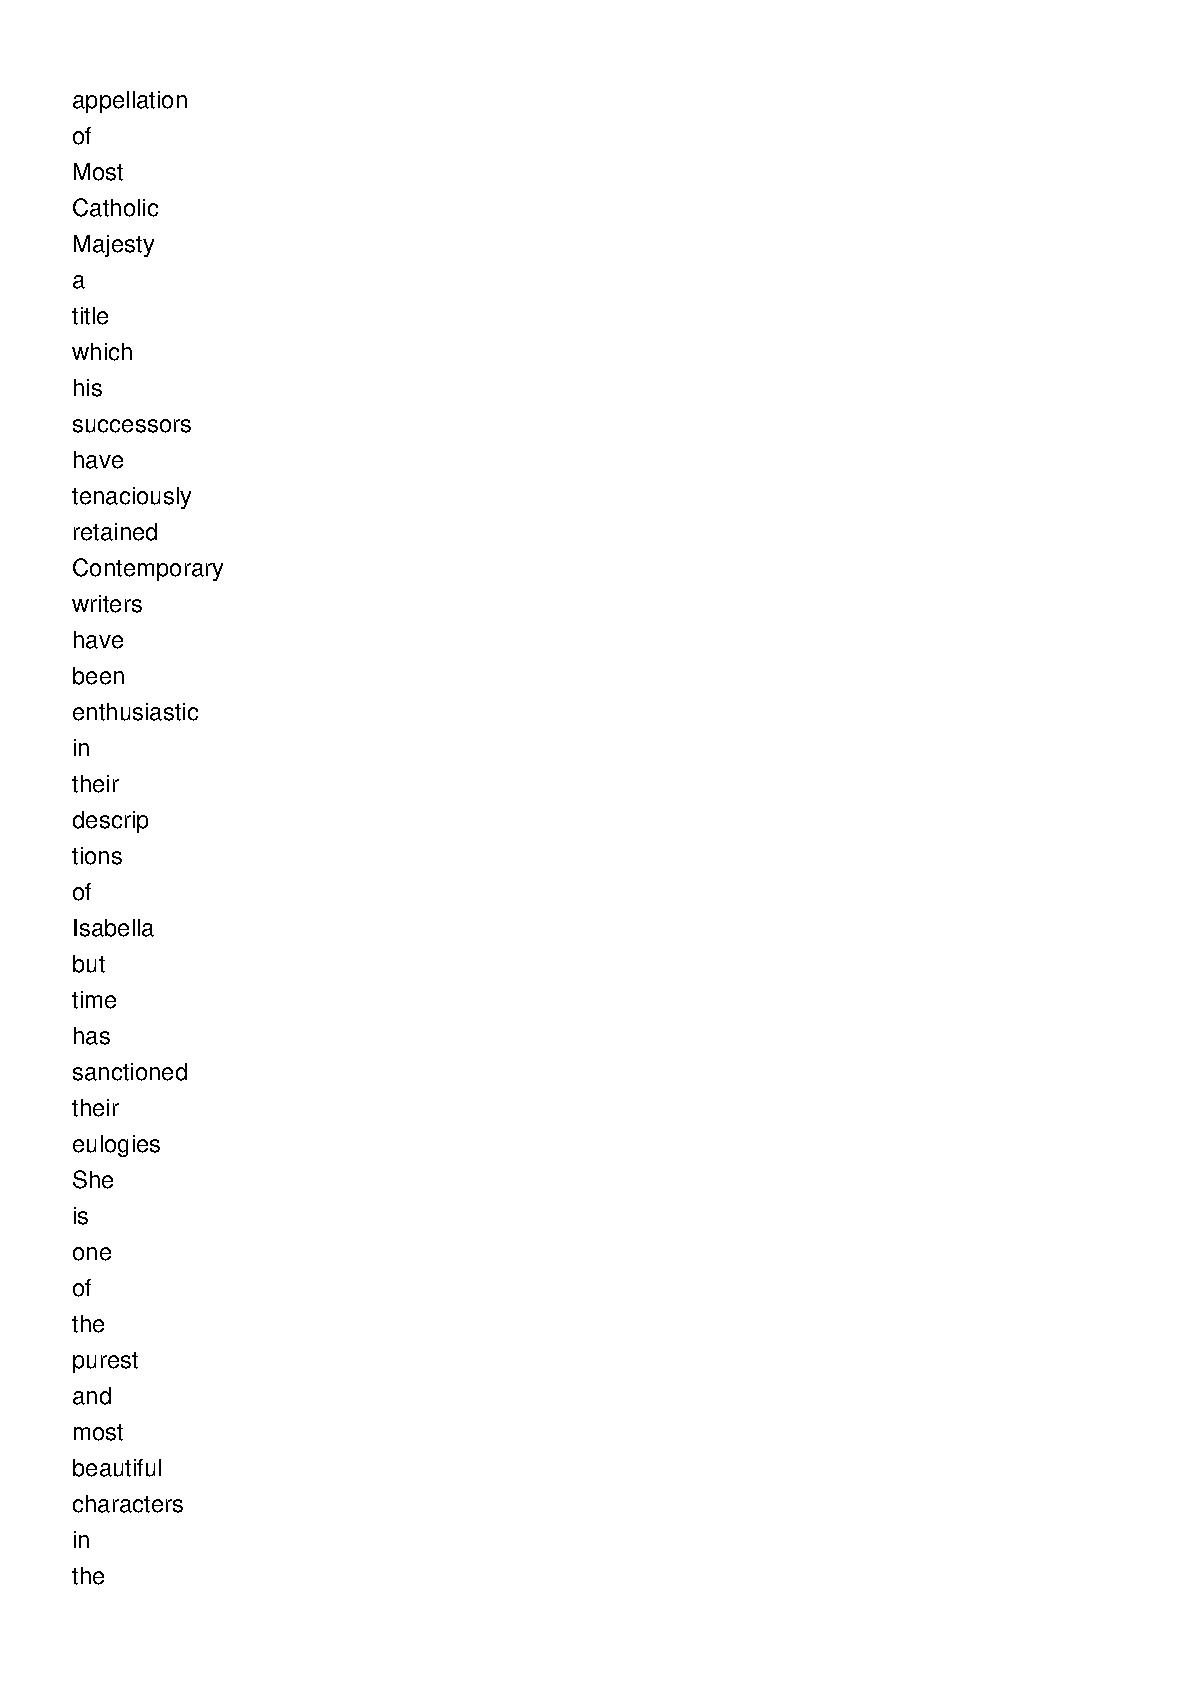 appellation
of
Most
Catholic
Majesty
a
title
which
his
successors
have
tenaciously
retained
Contemporary
writers
have
been
enthusiastic
in
their
descrip
tions
of
Isabella
but
time
has
sanctioned
their
eulogies
She
is
one
of
the
purest
and
most
beautiful
characters
in
the